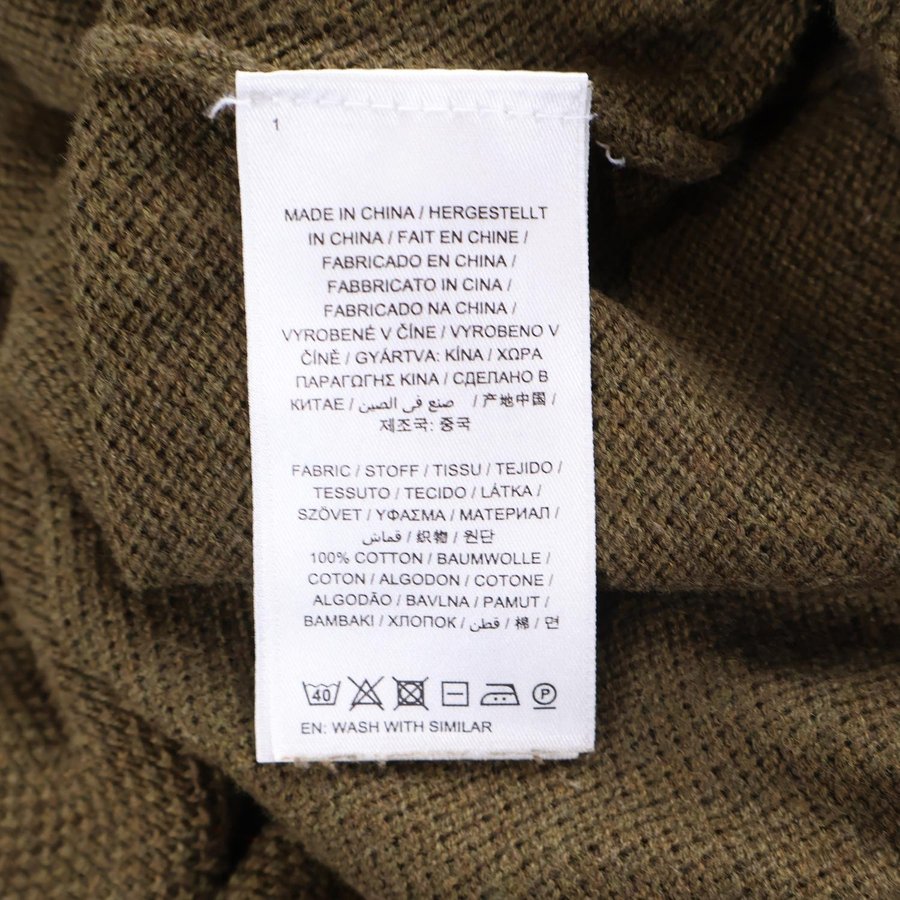 1
MADE IN CHINA / HERGESTELLT
IN CHINA / FAIT EN CHINE /
FABRICADO EN CHINA /
FABBRICATO IN CINA /
FABRICADO NA CHINA /
VYROBENÉ V ČÍNE / VYROBENO V
ČÍNĚ / GYÁRTVA: KÍNA / ΧΩΡΑ
ΠΑΡΑΓΩΓΗΣ ΚΙΝΑ / СДЕЛАНО В
КИТАЕ / صنع في الصين / 产地中国 /
제조국: 중국
FABRIC / STOFF / TISSU / TEJIDO /
TESSUTO / TECIDO / LÁTKA /
SZÖVET / ΥΦΑΣΜΑ / МАТЕРИАЛ /
قماش / 织物 / 원단
100% COTTON / BAUMWOLLE /
COTON / ALGODON / COTONE /
ALGODÃO / BAVLNA / PAMUT /
ΒΑΜΒΑΚΙ / ХЛОПОК / قطن / 棉 / 면
40 P
EN: WASH WITH SIMILAR